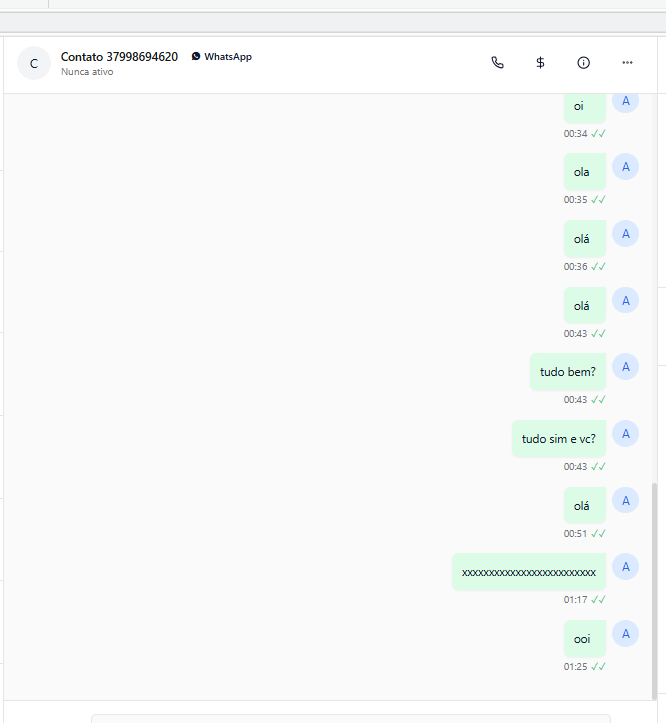 C
Contato 37998694620 WhatsApp
Nunca ativo
$
oi
A
00:34
ola
A
00:35
olá
A
00:36
olá
A
00:43
tudo bem?
A
00:43
tudo sim e vc?
A
00:43
olá
A
00:51
xxxxxxxxxxxxxxxxxxxxxxxxxx
A
01:17
ooi
A
01:25